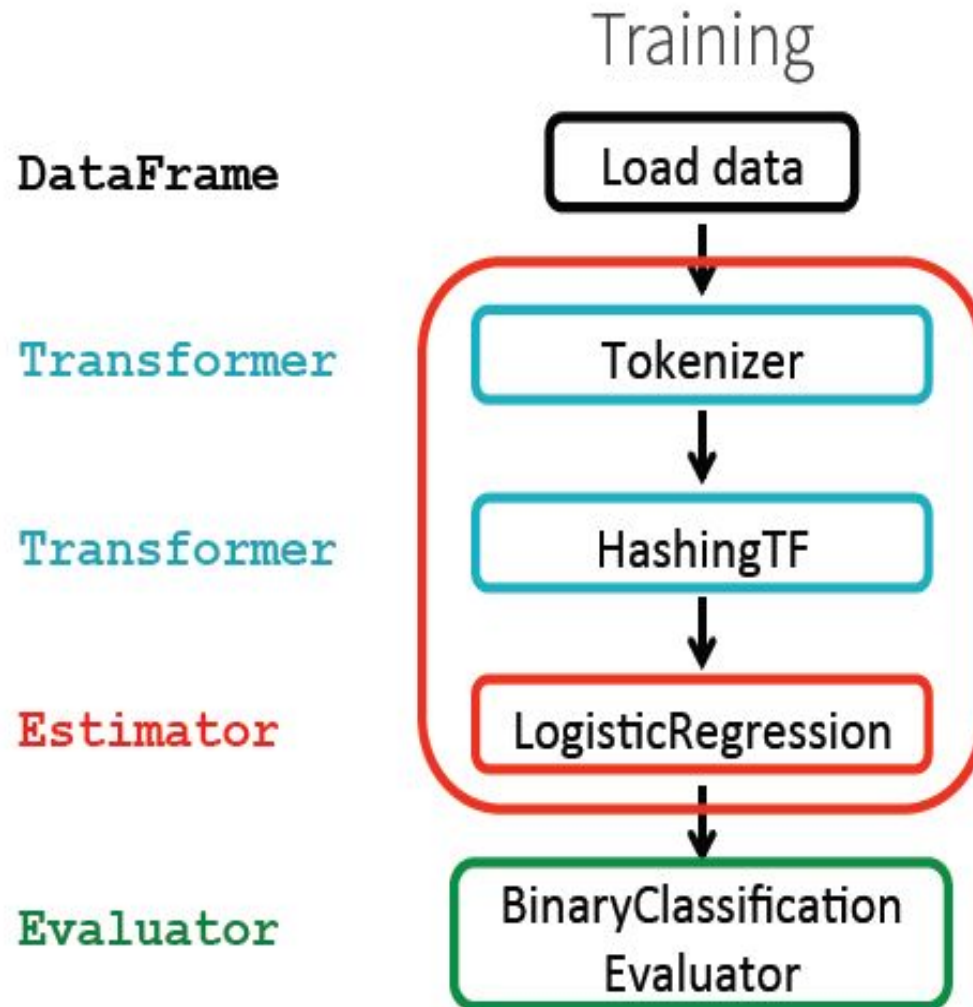 Training
DataFrame
Load data
Transformer
Tokenizer
Transformer
HashingTF
Estimator
LogisticRegression
Evaluator
BinaryClassification
Evaluator